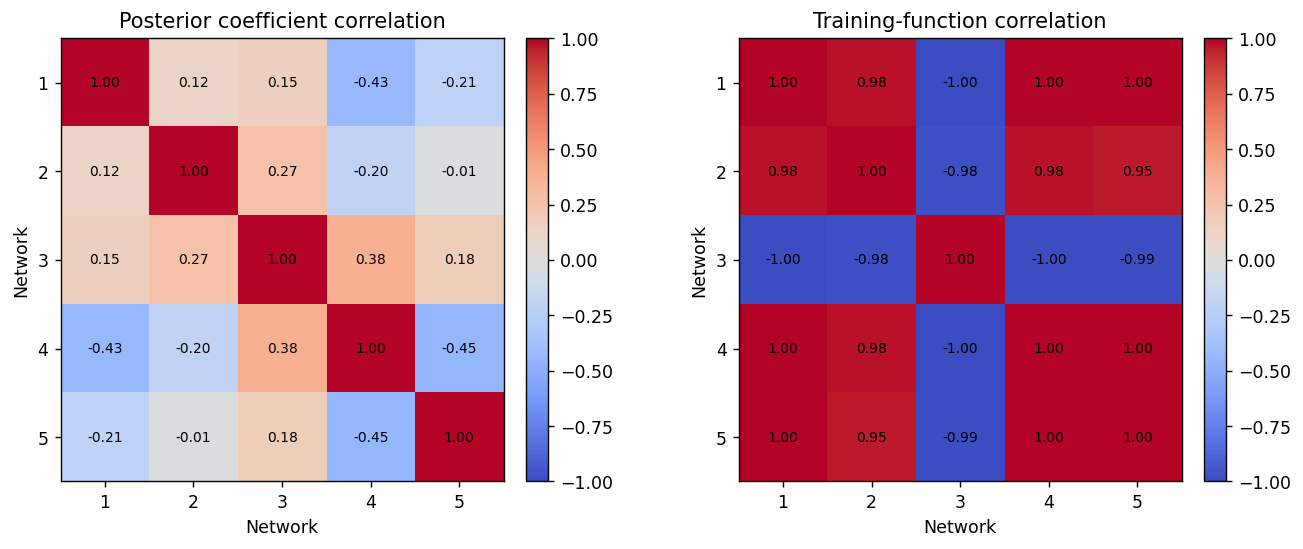 Posterior coefficient correlation
1.00 0.12 0.15 -0.43 -0.21
0.12 1.00 0.27 -0.20 -0.01
0.15 0.27 1.00 0.38 0.18
-0.43 -0.20 0.38 1.00 -0.45
-0.21 -0.01 0.18 -0.45 1.00
1
2
3
4
5
Network
1 2 3 4 5
Network
1.00
0.75
0.50
0.25
0.00
−0.25
−0.50
−0.75
−1.00
Training-function correlation
1.00 0.98 -1.00 1.00 1.00
0.98 1.00 -0.98 0.98 0.95
-1.00 -0.98 1.00 -1.00 -0.99
1.00 0.98 -1.00 1.00 1.00
1.00 0.95 -0.99 1.00 1.00
1
2
3
4
5
Network
1 2 3 4 5
Network
1.00
0.75
0.50
0.25
0.00
−0.25
−0.50
−0.75
−1.00